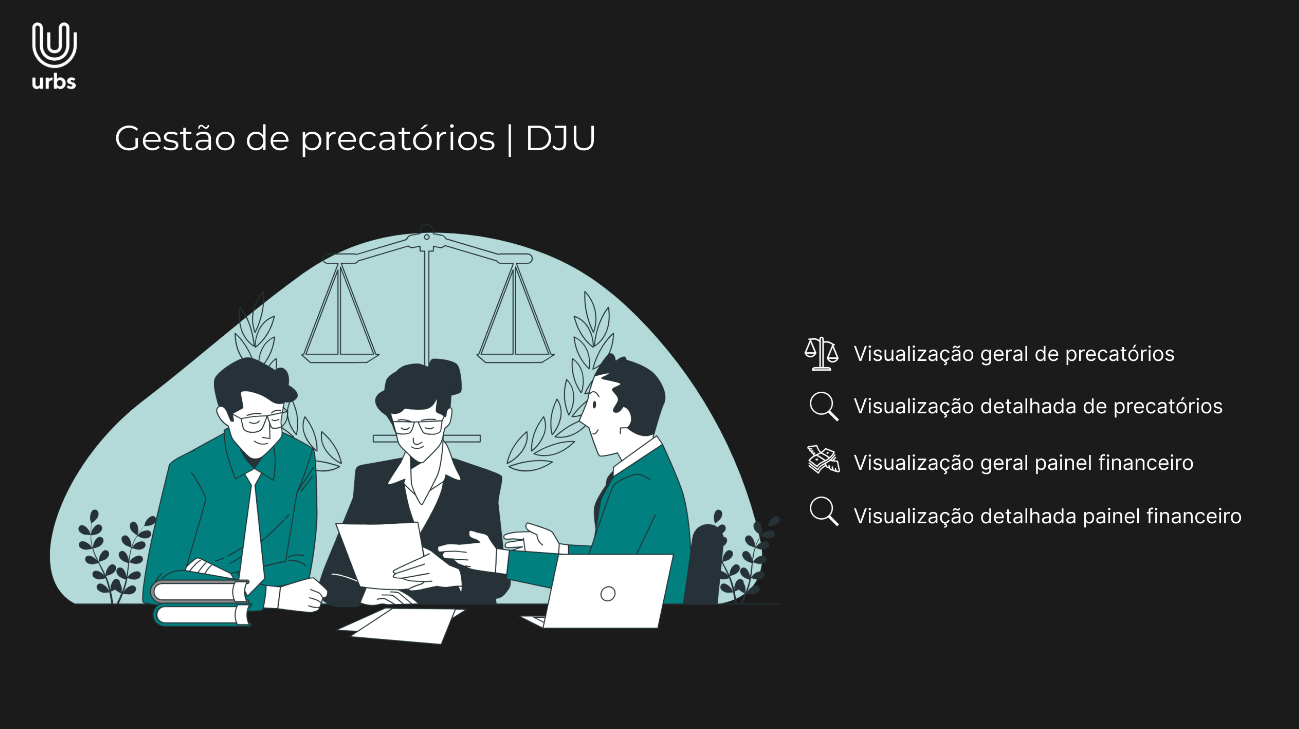 urbs
Gestão de precatórios | DJU
Visualização geral de precatórios
Visualização detalhada de precatórios
Visualização geral painel financeiro
Visualização detalhada painel financeiro